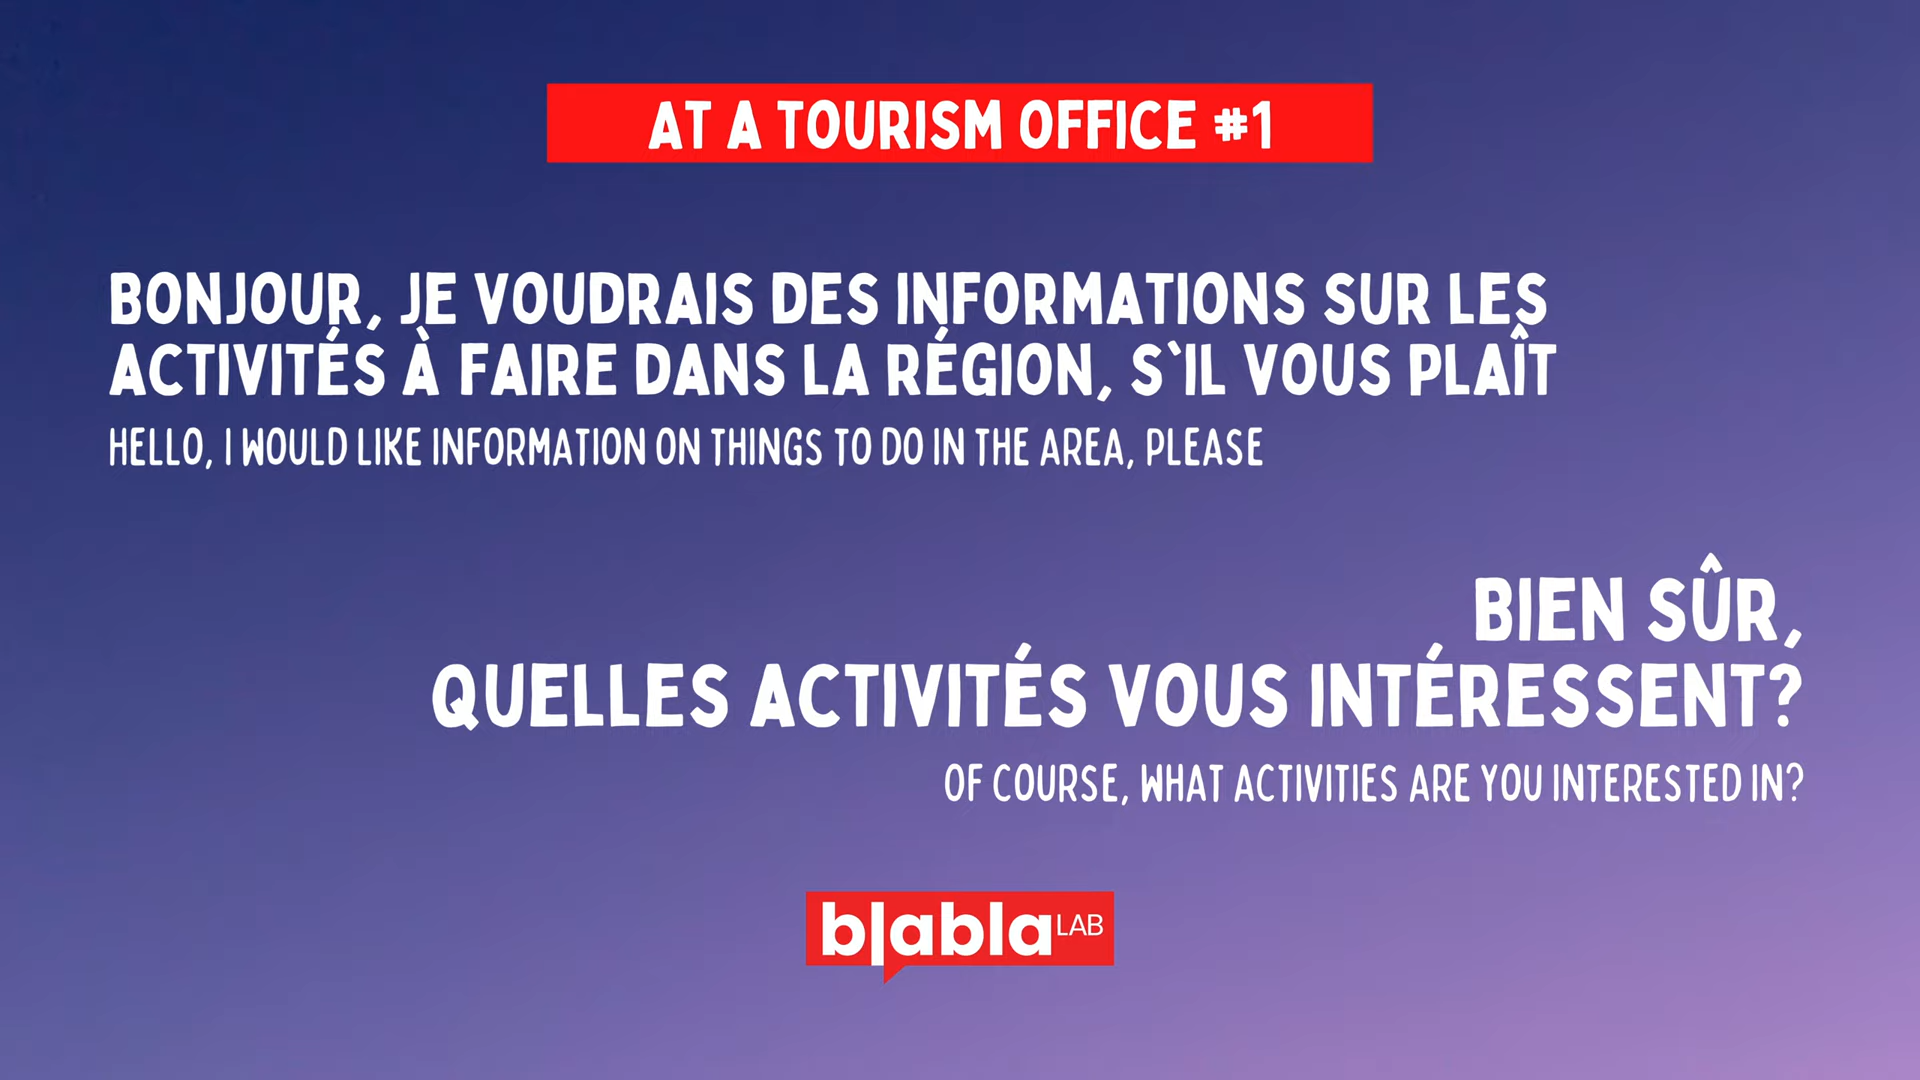 AT A TOURISM OFFICE #1
BONJOUR, JE VOUDRAIS DES INFORMATIONS SUR LES
ACTIVITÉS À FAIRE DANS LA RÉGION, S`IL VOUS PLAÎT
HELLO, I WOULD LIKE INFORMATION ON THINGS TO DO IN THE AREA, PLEASE
BIEN SÛR,
QUELLES ACTIVITÉS VOUS INTÉRESSENT?
OF COURSE, WHAT ACTIVITIES ARE YOU INTERESTED IN?
blabla LAB